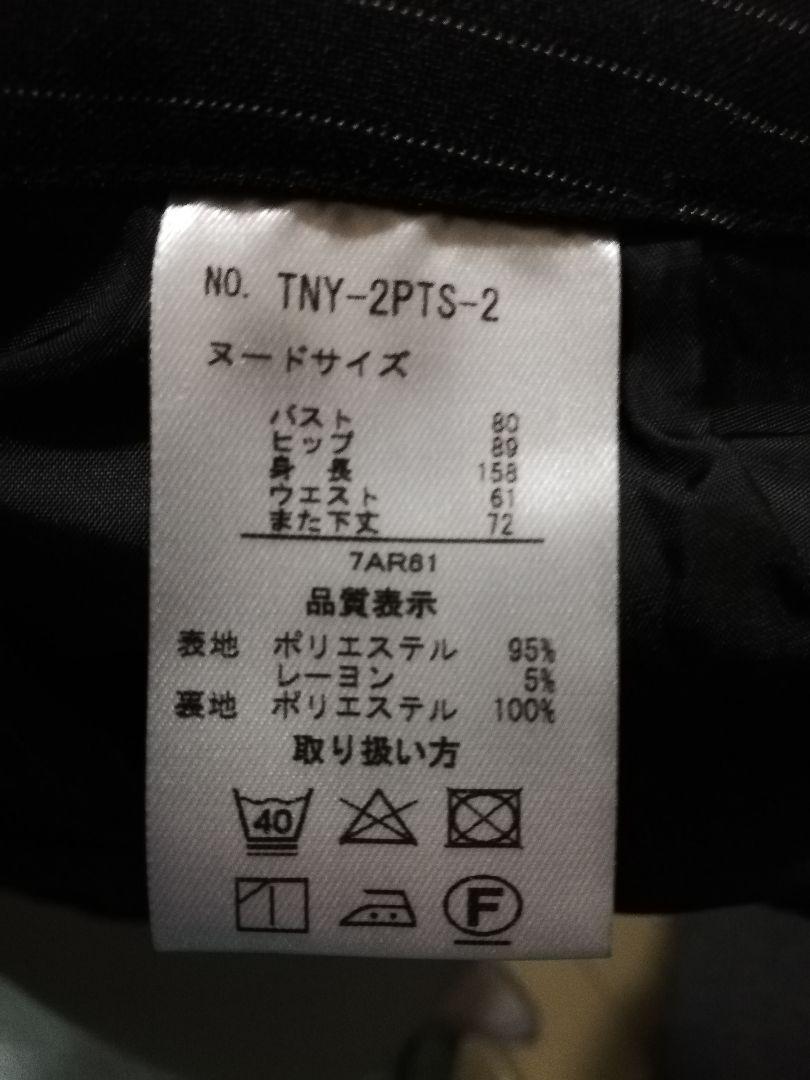 NO. TNY-2PTS-2
ヌードサイズ
バスト 80
ヒップ 89
身 長 158
ウエスト 61
また下丈 72
7AR61
品質表示
表地 ポリエステル 95%
レーヨン 5%
裏地 ポリエステル 100%
取り扱い方
40
F